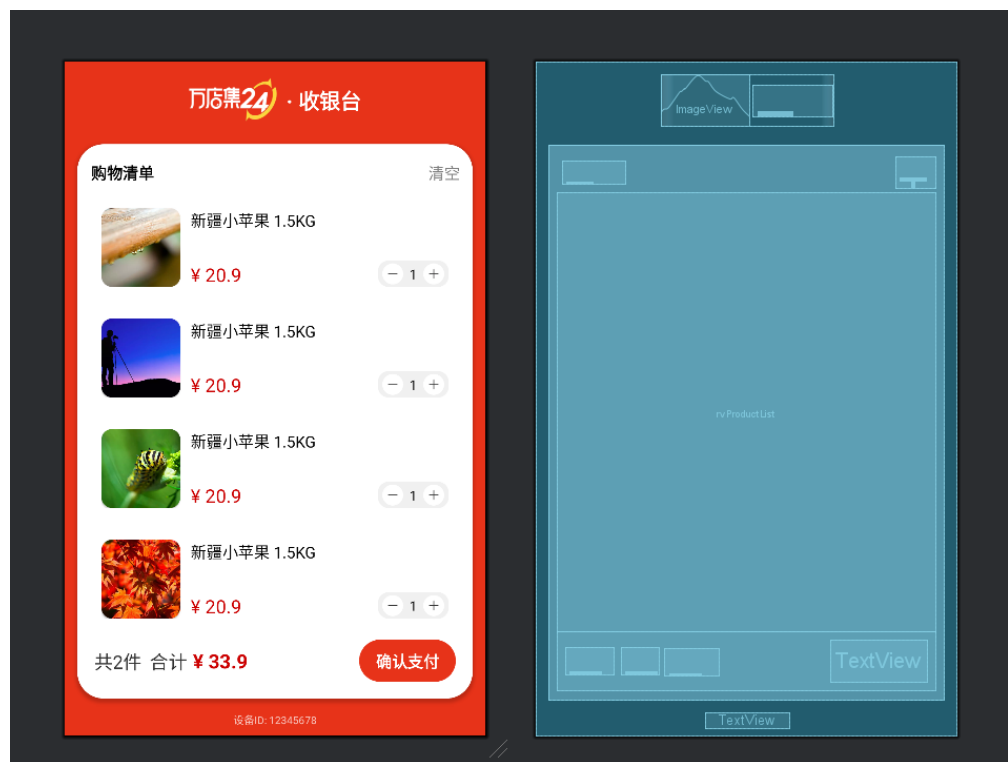 万店集24 · 收银台
购物清单 清空
新疆小苹果 1.5KG
¥ 20.9 − 1 +
新疆小苹果 1.5KG
¥ 20.9 − 1 +
新疆小苹果 1.5KG
¥ 20.9 − 1 +
新疆小苹果 1.5KG
¥ 20.9 − 1 +
共2件 合计 ¥ 33.9 确认支付
设备ID: 12345678
ImageView
rvProductList
TextView
TextView